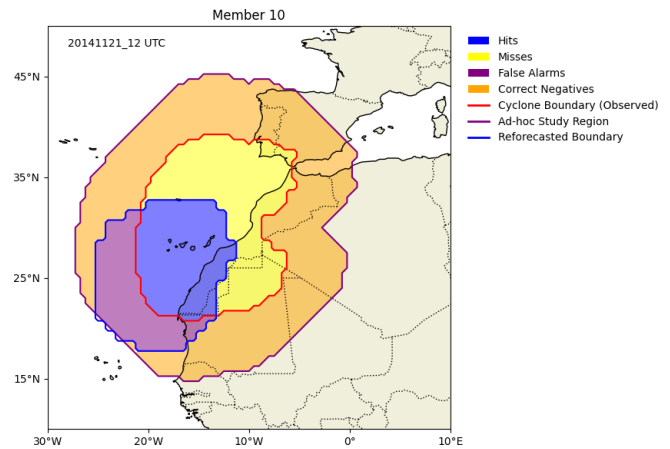 Member 10
20141121_12 UTC
45°N
35°N
25°N
15°N
30°W
20°W
10°W
0°
10°E
Hits
Misses
False Alarms
Correct Negatives
Cyclone Boundary (Observed)
Ad-hoc Study Region
Reforecasted Boundary